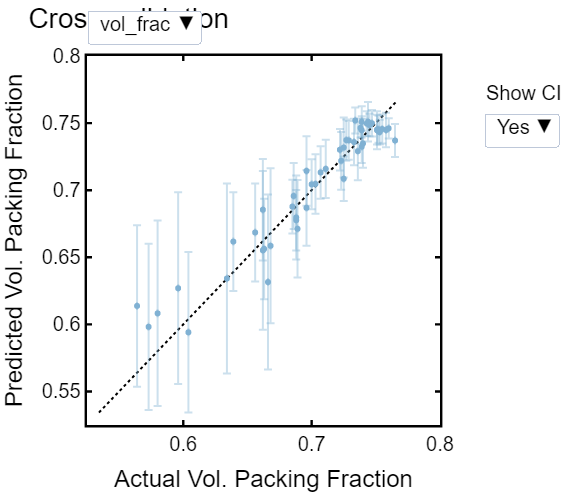 Cros
on
vol_frac ▼
Show CI
Yes ▼
Predicted Vol. Packing Fraction
0.8
0.75
0.7
0.65
0.6
0.55
0.6
0.7
0.8
Actual Vol. Packing Fraction